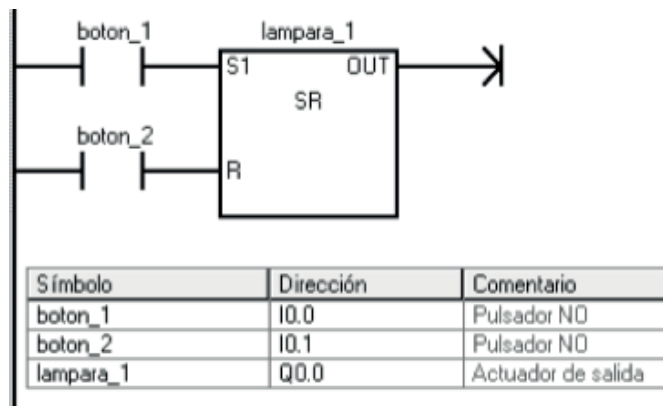 boton_1 lampara_1
S1 OUT
SR
boton_2
R
Símbolo Dirección Comentario
boton_1 I0.0 Pulsador NO
boton_2 I0.1 Pulsador NO
lampara_1 Q0.0 Actuador de salida